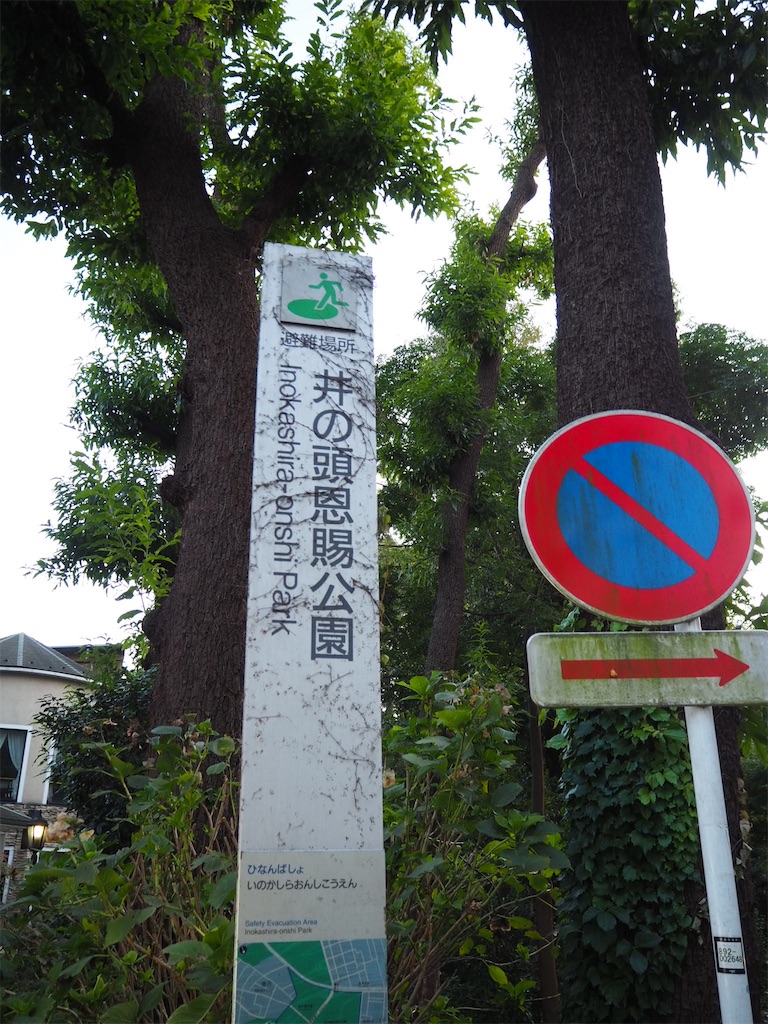 避難場所
井の頭恩賜公園
Inokashira-onshi Park
ひなんばしょ
いのかしらおんしこうえん
Safety Evacuation Area
Inokashira-onshi Park
892-
002648